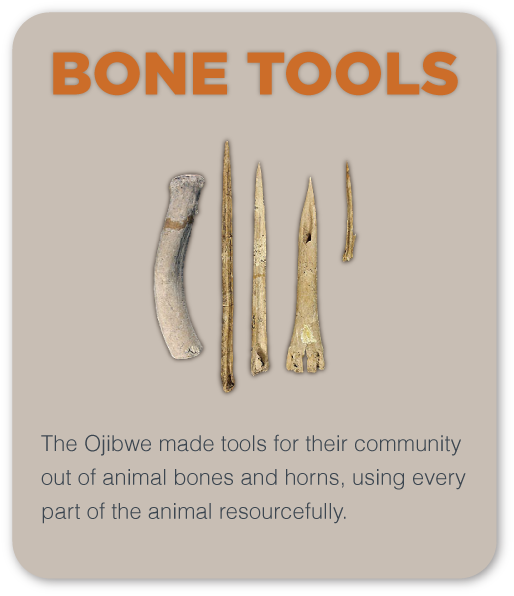 BONE TOOLS
The Ojibwe made tools for their community
out of animal bones and horns, using every
part of the animal resourcefully.